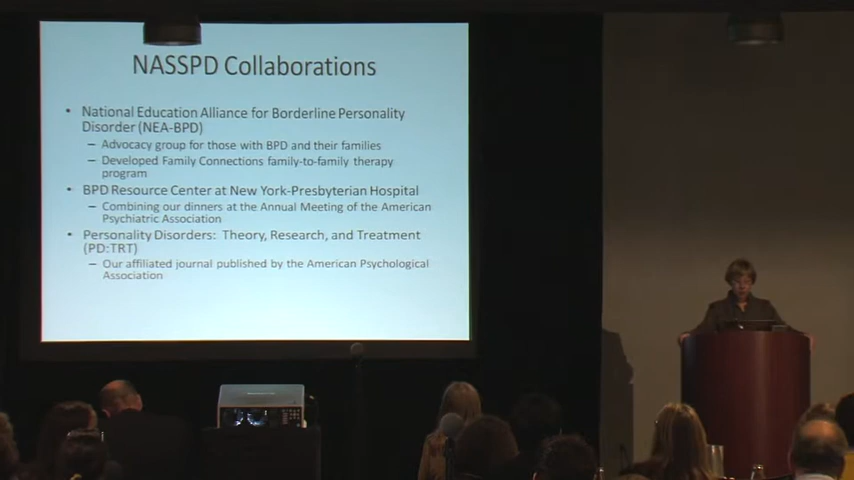 NASSPD Collaborations
• National Education Alliance for Borderline Personality
Disorder (NEA-BPD)
– Advocacy group for those with BPD and their families
– Developed Family Connections family-to-family therapy
program
• BPD Resource Center at New York-Presbyterian Hospital
– Combining our dinners at the Annual Meeting of the American
Psychiatric Association
• Personality Disorders: Theory, Research, and Treatment
(PD:TRT)
– Our affiliated journal published by the American Psychological
Association